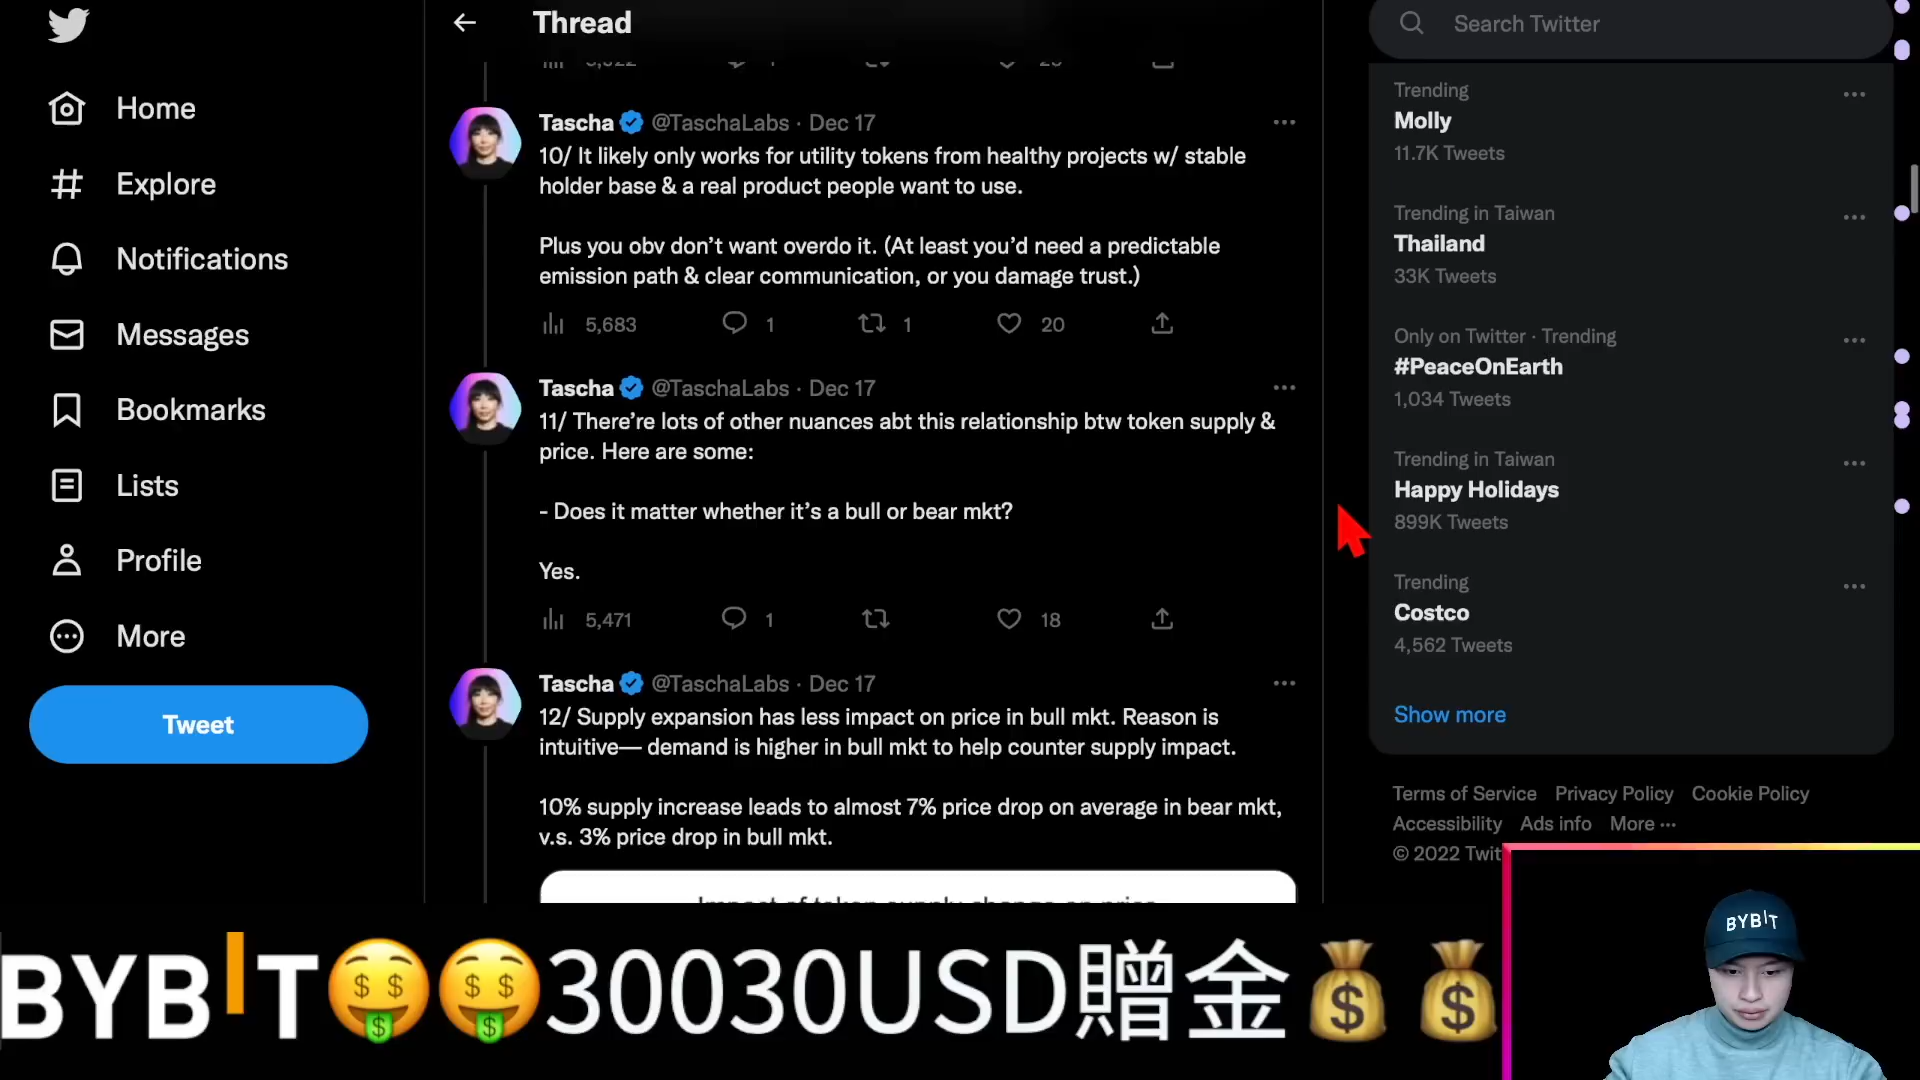 Thread
Search Twitter
Home
Explore
Notifications
Messages
Bookmarks
Lists
Profile
More
Tweet
Tascha @TaschaLabs · Dec 17
10/ It likely only works for utility tokens from healthy projects w/ stable
holder base & a real product people want to use.
Plus you obv don't want overdo it. (At least you'd need a predictable
emission path & clear communication, or you damage trust.)
5,683 1 1 20
Tascha @TaschaLabs · Dec 17
11/ There're lots of other nuances abt this relationship btw token supply &
price. Here are some:
- Does it matter whether it's a bull or bear mkt?
Yes.
5,471 1 18
Tascha @TaschaLabs · Dec 17
12/ Supply expansion has less impact on price in bull mkt. Reason is
intuitive— demand is higher in bull mkt to help counter supply impact.
10% supply increase leads to almost 7% price drop on average in bear mkt,
v.s. 3% price drop in bull mkt.
Impact of token supply change on price
Trending
Molly
11.7K Tweets
Trending in Taiwan
Thailand
33K Tweets
Only on Twitter · Trending
#PeaceOnEarth
1,034 Tweets
Trending in Taiwan
Happy Holidays
899K Tweets
Trending
Costco
4,562 Tweets
Show more
Terms of Service Privacy Policy Cookie Policy
Accessibility Ads info More ···
© 2022 Twit
BYBIT
BYBIT🤑🤑30030USD贈金💰💰